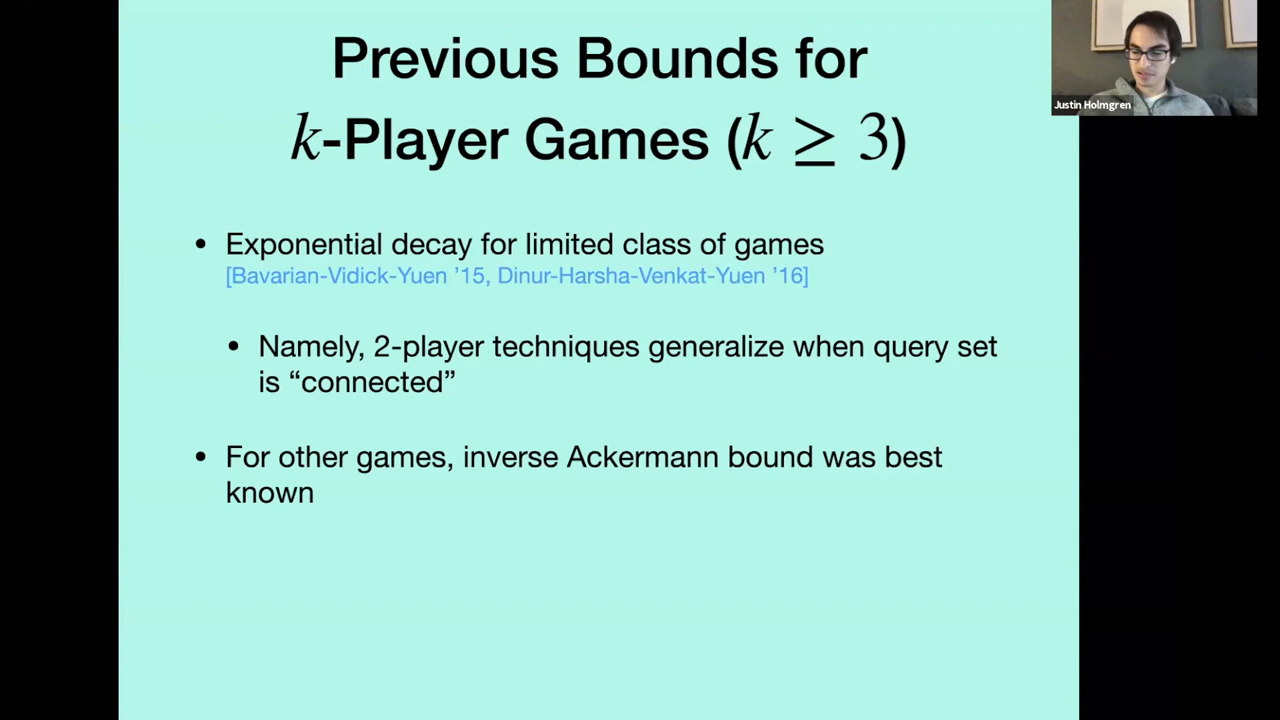 Previous Bounds for
k-Player Games (k ≥ 3)
Justin Holmgren
• Exponential decay for limited class of games
[Bavarian-Vidick-Yuen ’15, Dinur-Harsha-Venkat-Yuen ’16]
• Namely, 2-player techniques generalize when query set
is “connected”
• For other games, inverse Ackermann bound was best
known